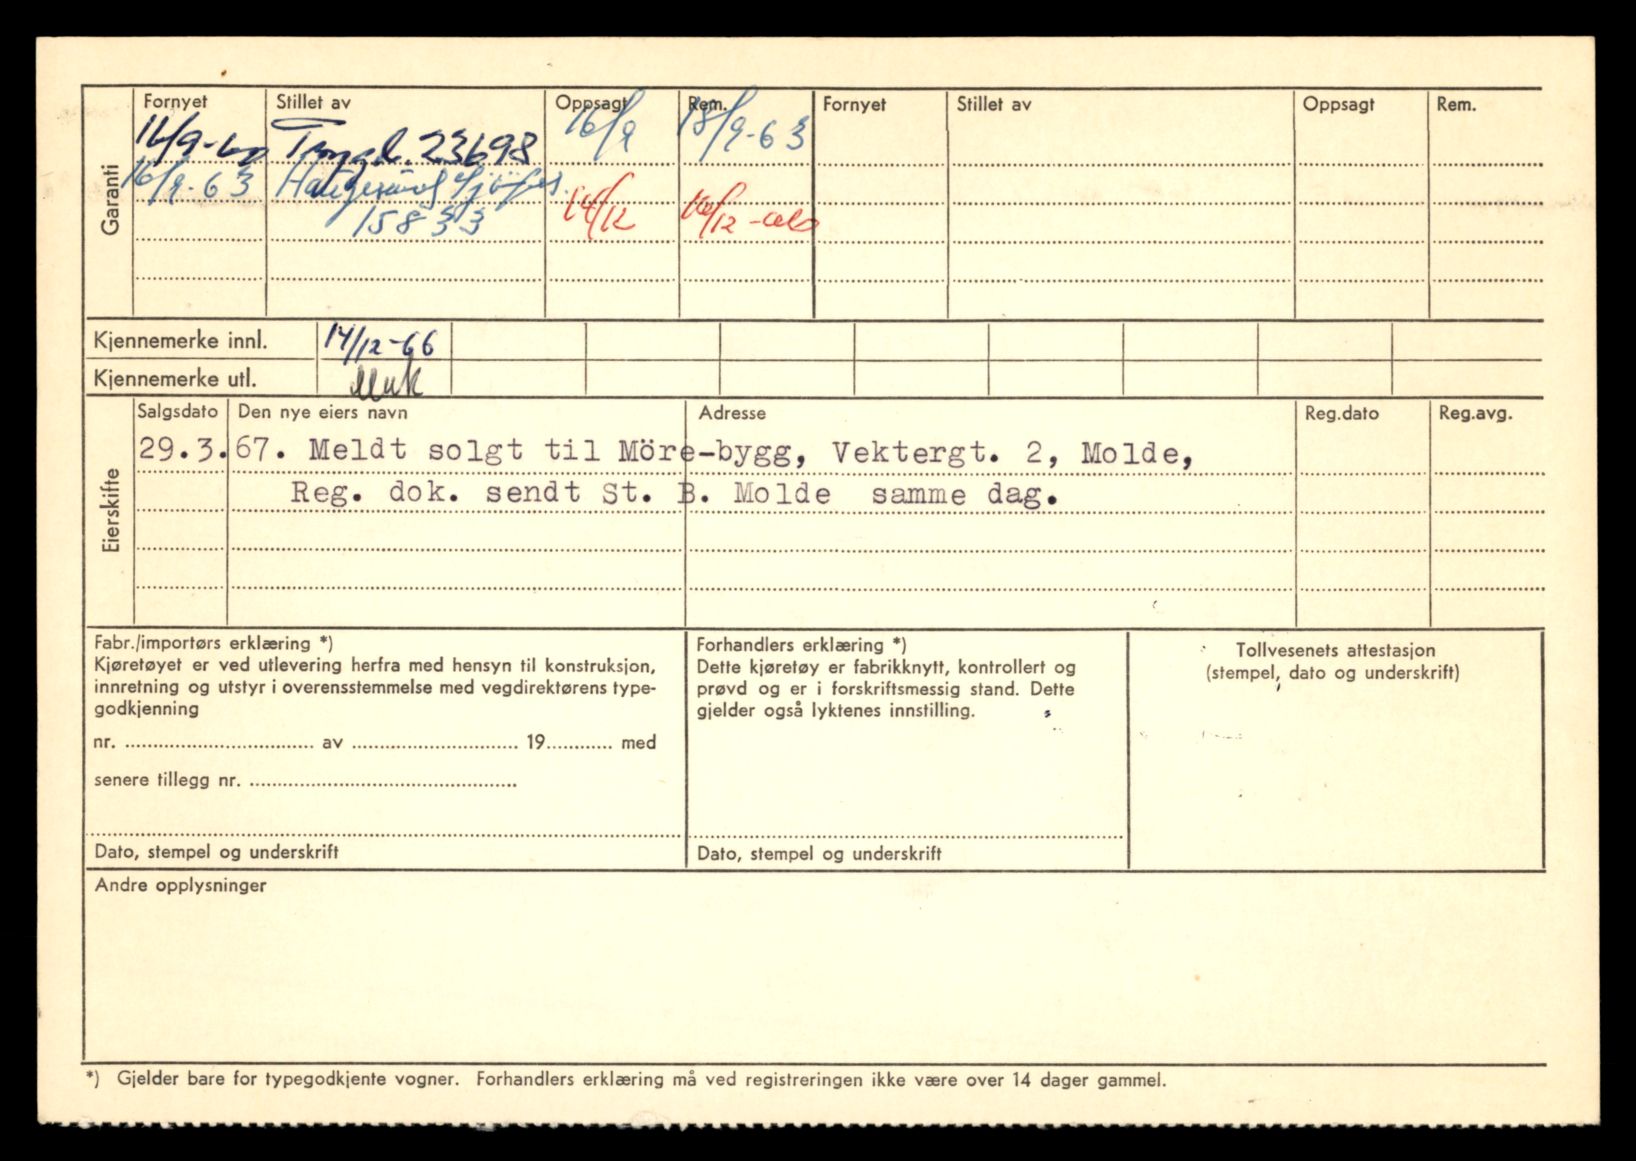 Garanti
Fornyet Stillet av Oppsagt Rem. Fornyet Stillet av Oppsagt Rem.
Trygd. 23698 16/9 18/9-63
16/9-63 Haugesund Sjöfors.
15833 14/12
Kjennemerke innl. 14/12-66
Kjennemerke utl.
Eierskifte
Salgsdato Den nye eiers navn Adresse Reg.dato Reg.avg.
29.3.67. Meldt solgt til Möre-bygg, Vektergt. 2, Molde,
Reg. dok. sendt St. B. Molde samme dag.
Fabr./importørs erklæring *)
Kjøretøyet er ved utlevering herfra med hensyn til konstruksjon,
innretning og utstyr i overensstemmelse med vegdirektørens type-
godkjenning
nr. ................................ av ............................. 19............ med
senere tillegg nr. ...............................................
Dato, stempel og underskrift
Forhandlers erklæring *)
Dette kjøretøy er fabrikknytt, kontrollert og
prøvd og er i forskriftsmessig stand. Dette
gjelder også lyktenes innstilling.
Dato, stempel og underskrift
Tollvesenets attestasjon
(stempel, dato og underskrift)
Andre opplysninger
*) Gjelder bare for typegodkjente vogner. Forhandlers erklæring må ved registreringen ikke være over 14 dager gammel.